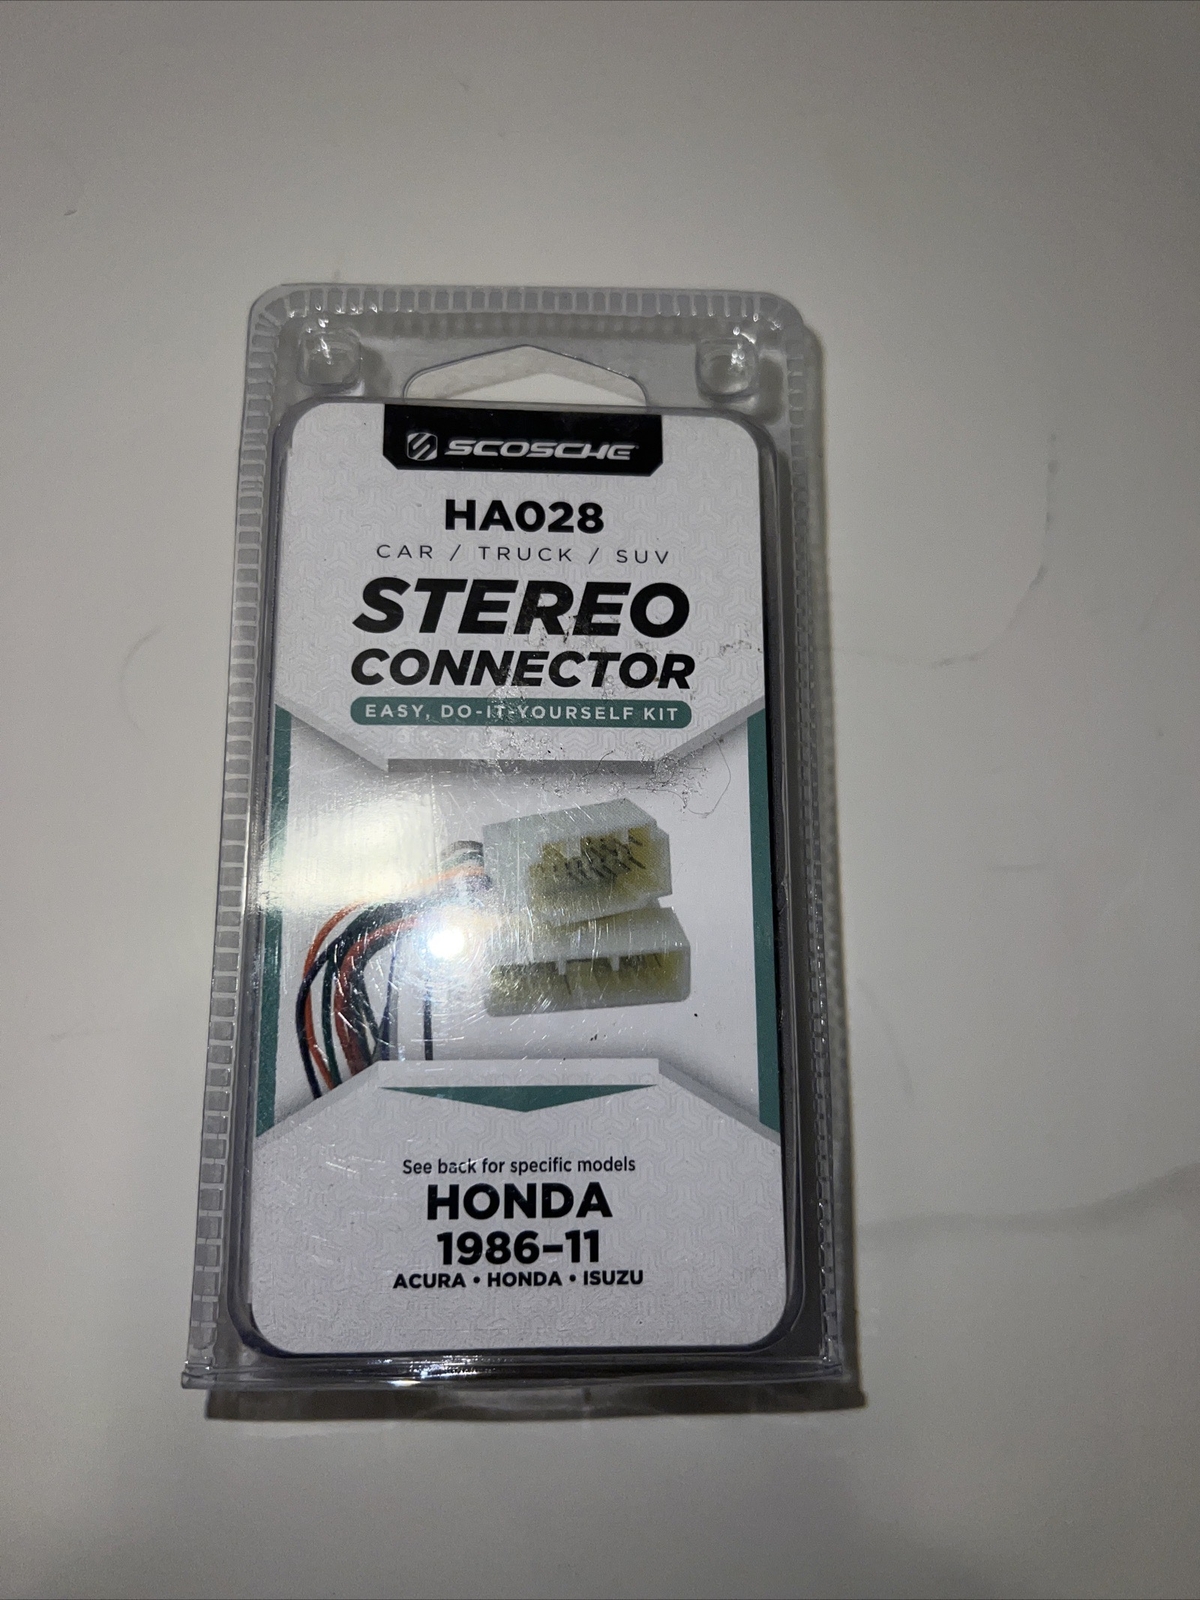 SCOSCHE
HA028
CAR / TRUCK / SUV
STEREO
CONNECTOR
EASY, DO-IT-YOURSELF KIT
See back for specific models
HONDA
1986-11
ACURA • HONDA • ISUZU